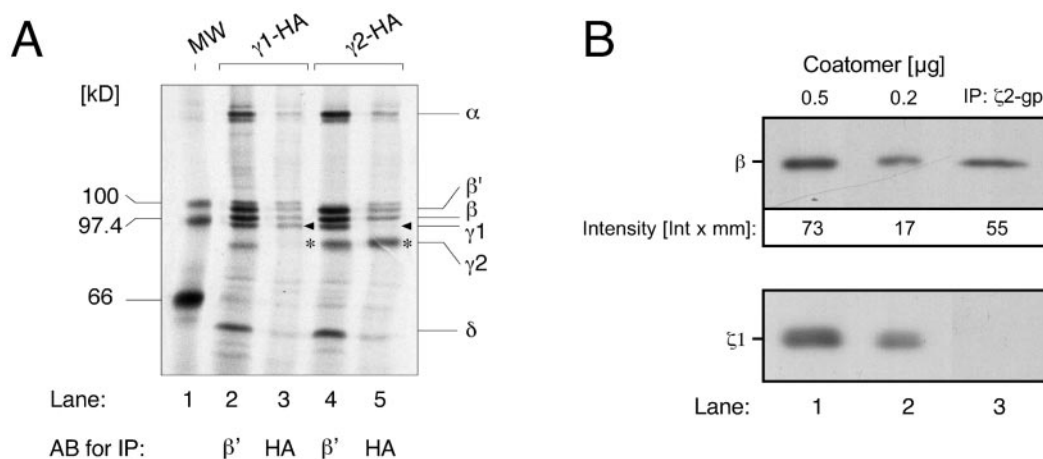 A
MW γ1-HA γ2-HA
[kD]
α
100
β'
β
97.4
γ1
* *
γ2
66
δ
Lane: 1 2 3 4 5
AB for IP: β’ HA β’ HA
B
Coatomer [µg]
0.5 0.2 IP: ζ2-gp
β
Intensity [Int x mm]: 73 17 55
ζ1
Lane: 1 2 3